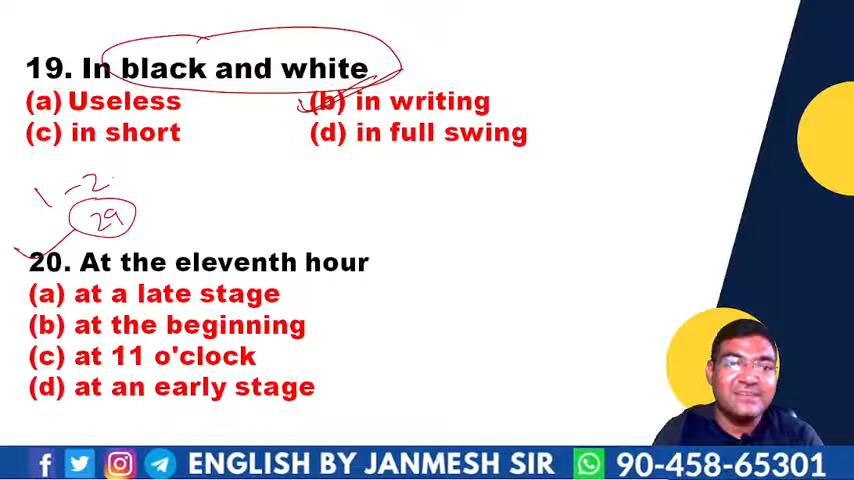 19. In black and white
(a) Useless (b) in writing
(c) in short (d) in full swing
1 - 2
29
20. At the eleventh hour
(a) at a late stage
(b) at the beginning
(c) at 11 o'clock
(d) at an early stage
ENGLISH BY JANMESH SIR 90-458-65301